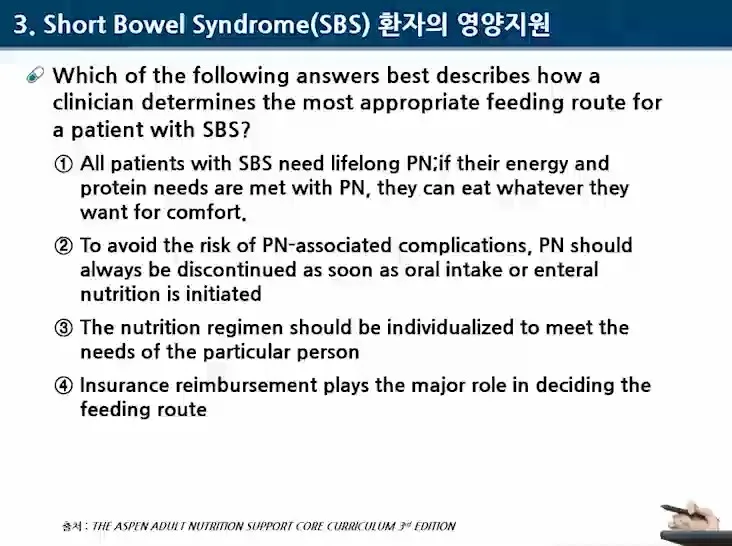 3. Short Bowel Syndrome(SBS) 환자의 영양지원
Which of the following answers best describes how a
clinician determines the most appropriate feeding route for
a patient with SBS?
① All patients with SBS need lifelong PN;if their energy and
protein needs are met with PN, they can eat whatever they
want for comfort.
② To avoid the risk of PN-associated complications, PN should
always be discontinued as soon as oral intake or enteral
nutrition is initiated
③ The nutrition regimen should be individualized to meet the
needs of the particular person
④ Insurance reimbursement plays the major role in deciding the
feeding route
출처 : THE ASPEN ADULT NUTRITION SUPPORT CORE CURRICULUM 3rd EDITION